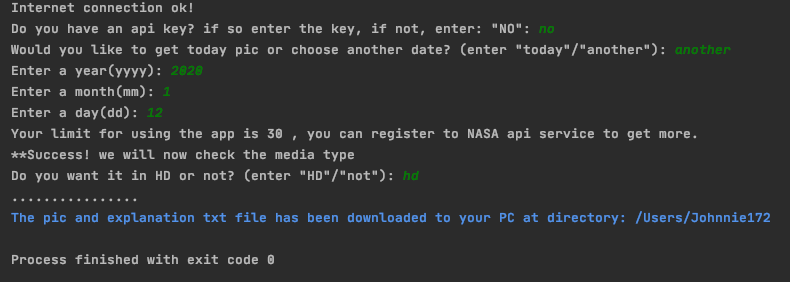 Internet connection ok!
Do you have an api key? if so enter the key, if not, enter: "NO": no
Would you like to get today pic or choose another date? (enter "today"/"another"): another
Enter a year(yyyy): 2020
Enter a month(mm): 1
Enter a day(dd): 12
Your limit for using the app is 30 , you can register to NASA api service to get more.
**Success! we will now check the media type
Do you want it in HD or not? (enter "HD"/"not"): hd
................
The pic and explanation txt file has been downloaded to your PC at directory: /Users/Johnnie172
Process finished with exit code 0